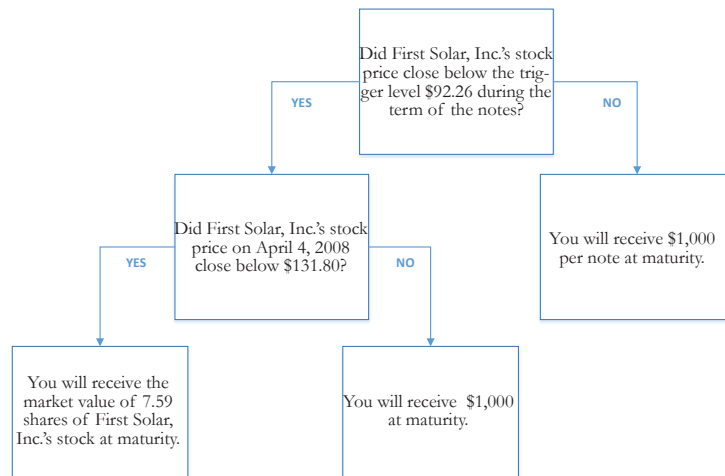 Did First Solar, Inc.'s stock
price close below the trig-
ger level $92.26 during the
term of the notes?
YES
NO
Did First Solar, Inc.'s stock
price on April 4, 2008
close below $131.80?
You will receive $1,000
per note at maturity.
YES
NO
You will receive the
market value of 7.59
shares of First Solar,
Inc.'s stock at maturity.
You will receive $1,000
at maturity.